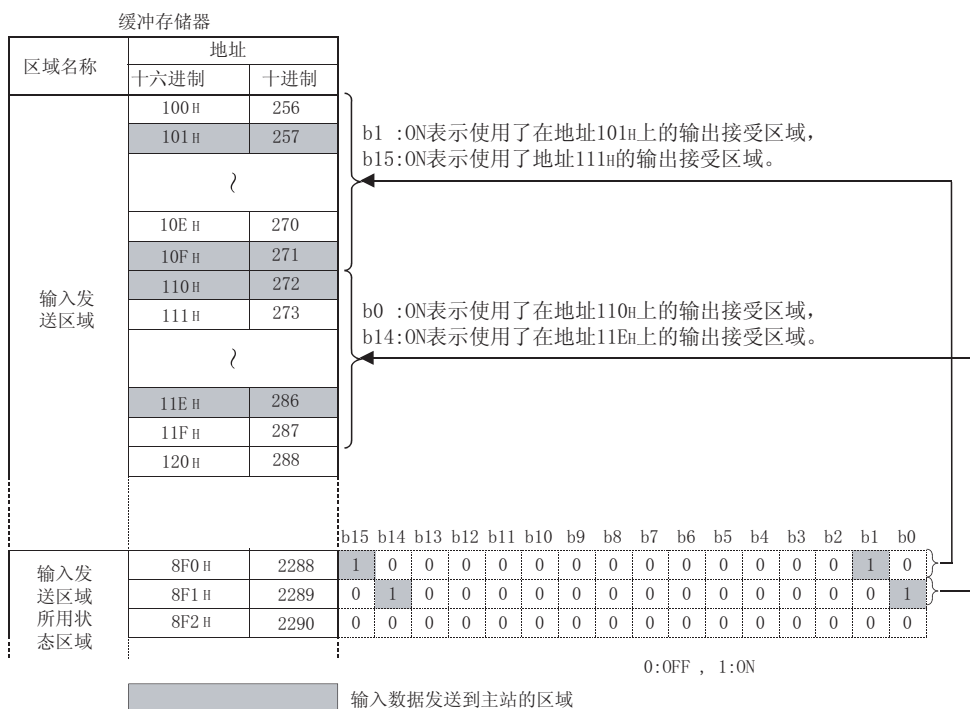 缓冲存储器
区域名称
地址
十六进制 十进制
100H 256
101H 257
b1 :ON表示使用了在地址101H上的输出接受区域，
b15:ON表示使用了地址111H的输出接受区域。
10E H 270
10F H 271
110H 272
111H 273
输入发
送区域
b0 :ON表示使用了在地址110H上的输出接受区域，
b14:ON表示使用了在地址11EH上的输出接受区域。
11E H 286
11F H 287
120H 288
b15 b14 b13 b12 b11 b10 b9 b8 b7 b6 b5 b4 b3 b2 b1 b0
输入发
送区域
所用状
态区域
8F0 H 2288 1 0 0 0 0 0 0 0 0 0 0 0 0 0 1 0
8F1 H 2289 0 1 0 0 0 0 0 0 0 0 0 0 0 0 0 1
8F2 H 2290 0 0 0 0 0 0 0 0 0 0 0 0 0 0 0 0
0:OFF , 1:ON
输入数据发送到主站的区域